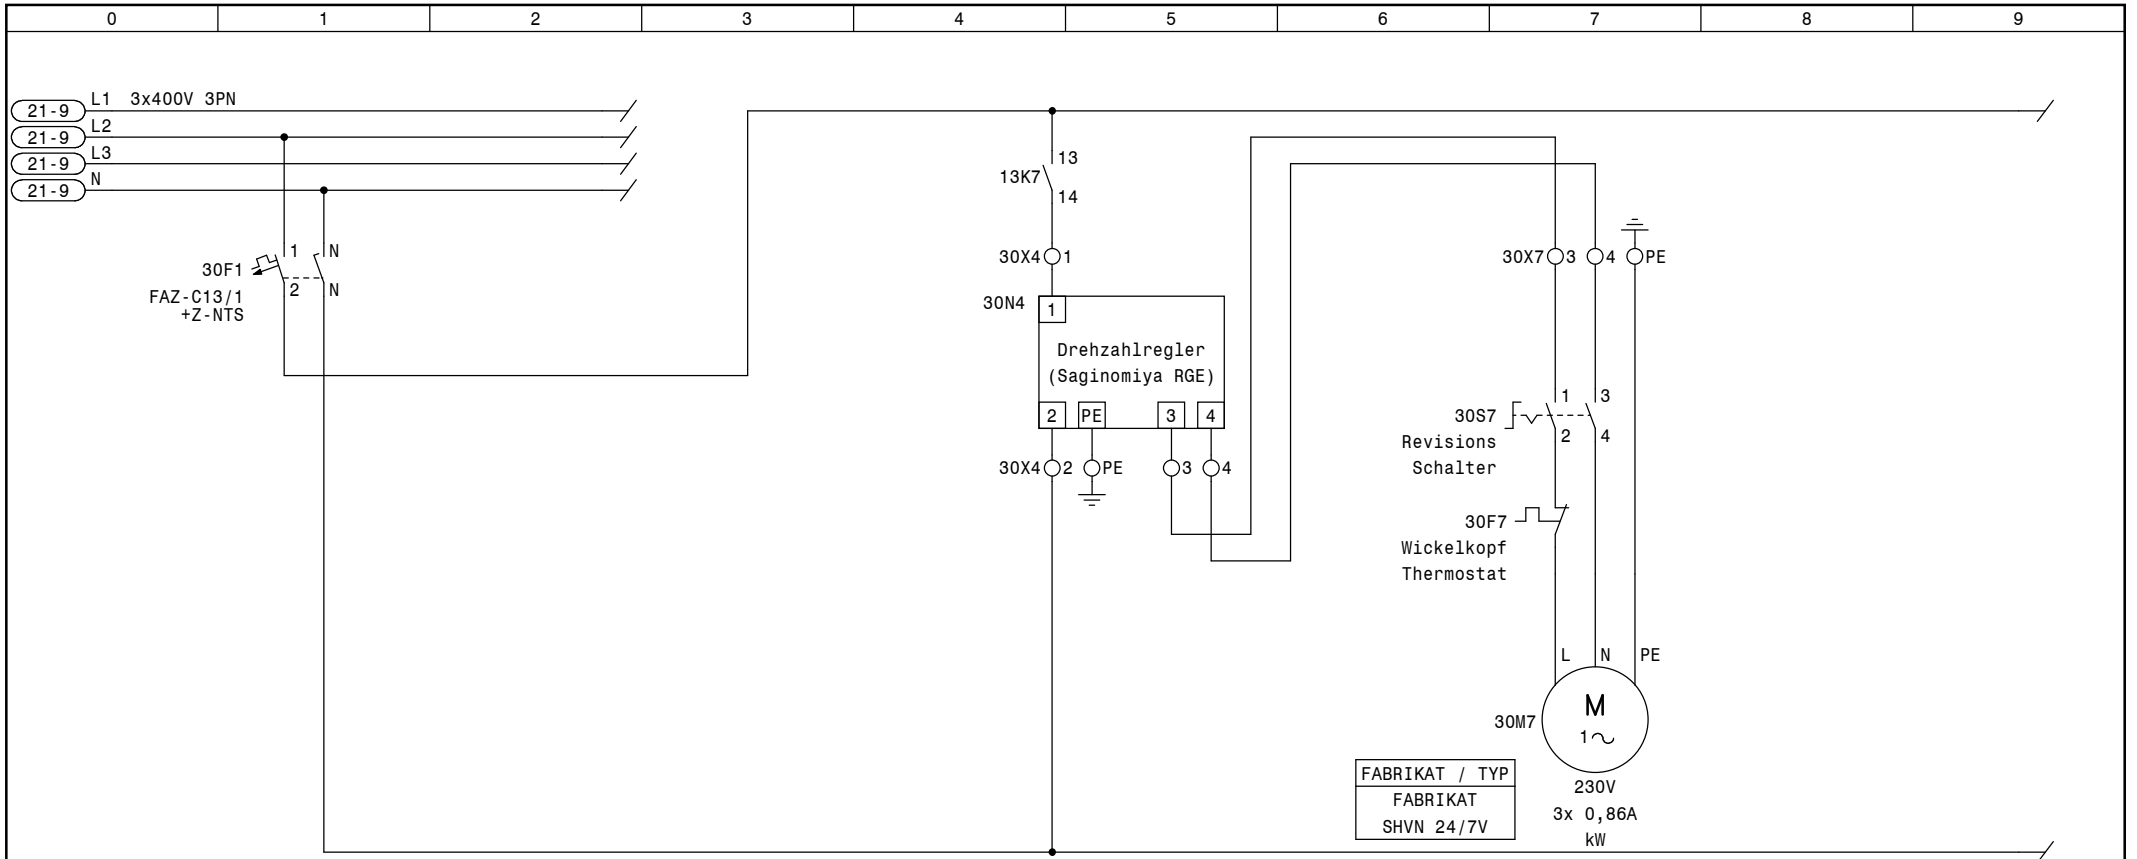 0 1 2 3 4 5 6 7 8 9
21-9 L1 3x400V 3PN
21-9 L2
21-9 L3
21-9 N
30F1
FAZ-C13/1
+Z-NTS
1 N
2 N
13K7
13
14
30X4 1
30N4
1
Drehzahlregler
(Saginomiya RGE)
2 PE 3 4
30X4 2 PE 3 4
30X7 3 4 PE
30S7
Revisions
Schalter
1 3
2 4
30F7
Wickelkopf
Thermostat
L N PE
30M7
M
1~
230V
3x 0,86A
kW
FABRIKAT / TYP
FABRIKAT
SHVN 24/7V